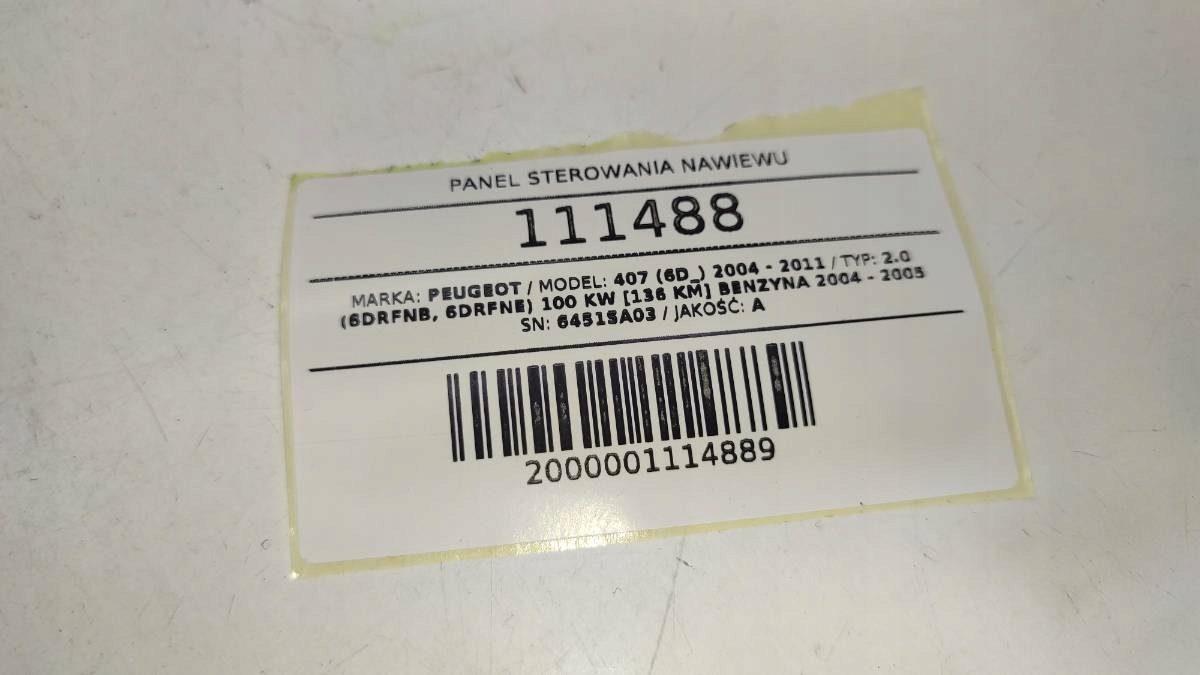 PANEL STEROWANIA NAWIEWU
111488
MARKA: PEUGEOT / MODEL: 407 (6D_) 2004 - 2011 / TYP: 2.0
(6DRFNB, 6DRFNE) 100 KW [136 KM] BENZYNA 2004 - 2005
SN: 6451SA03 / JAKOŚĆ: A
2000001114889